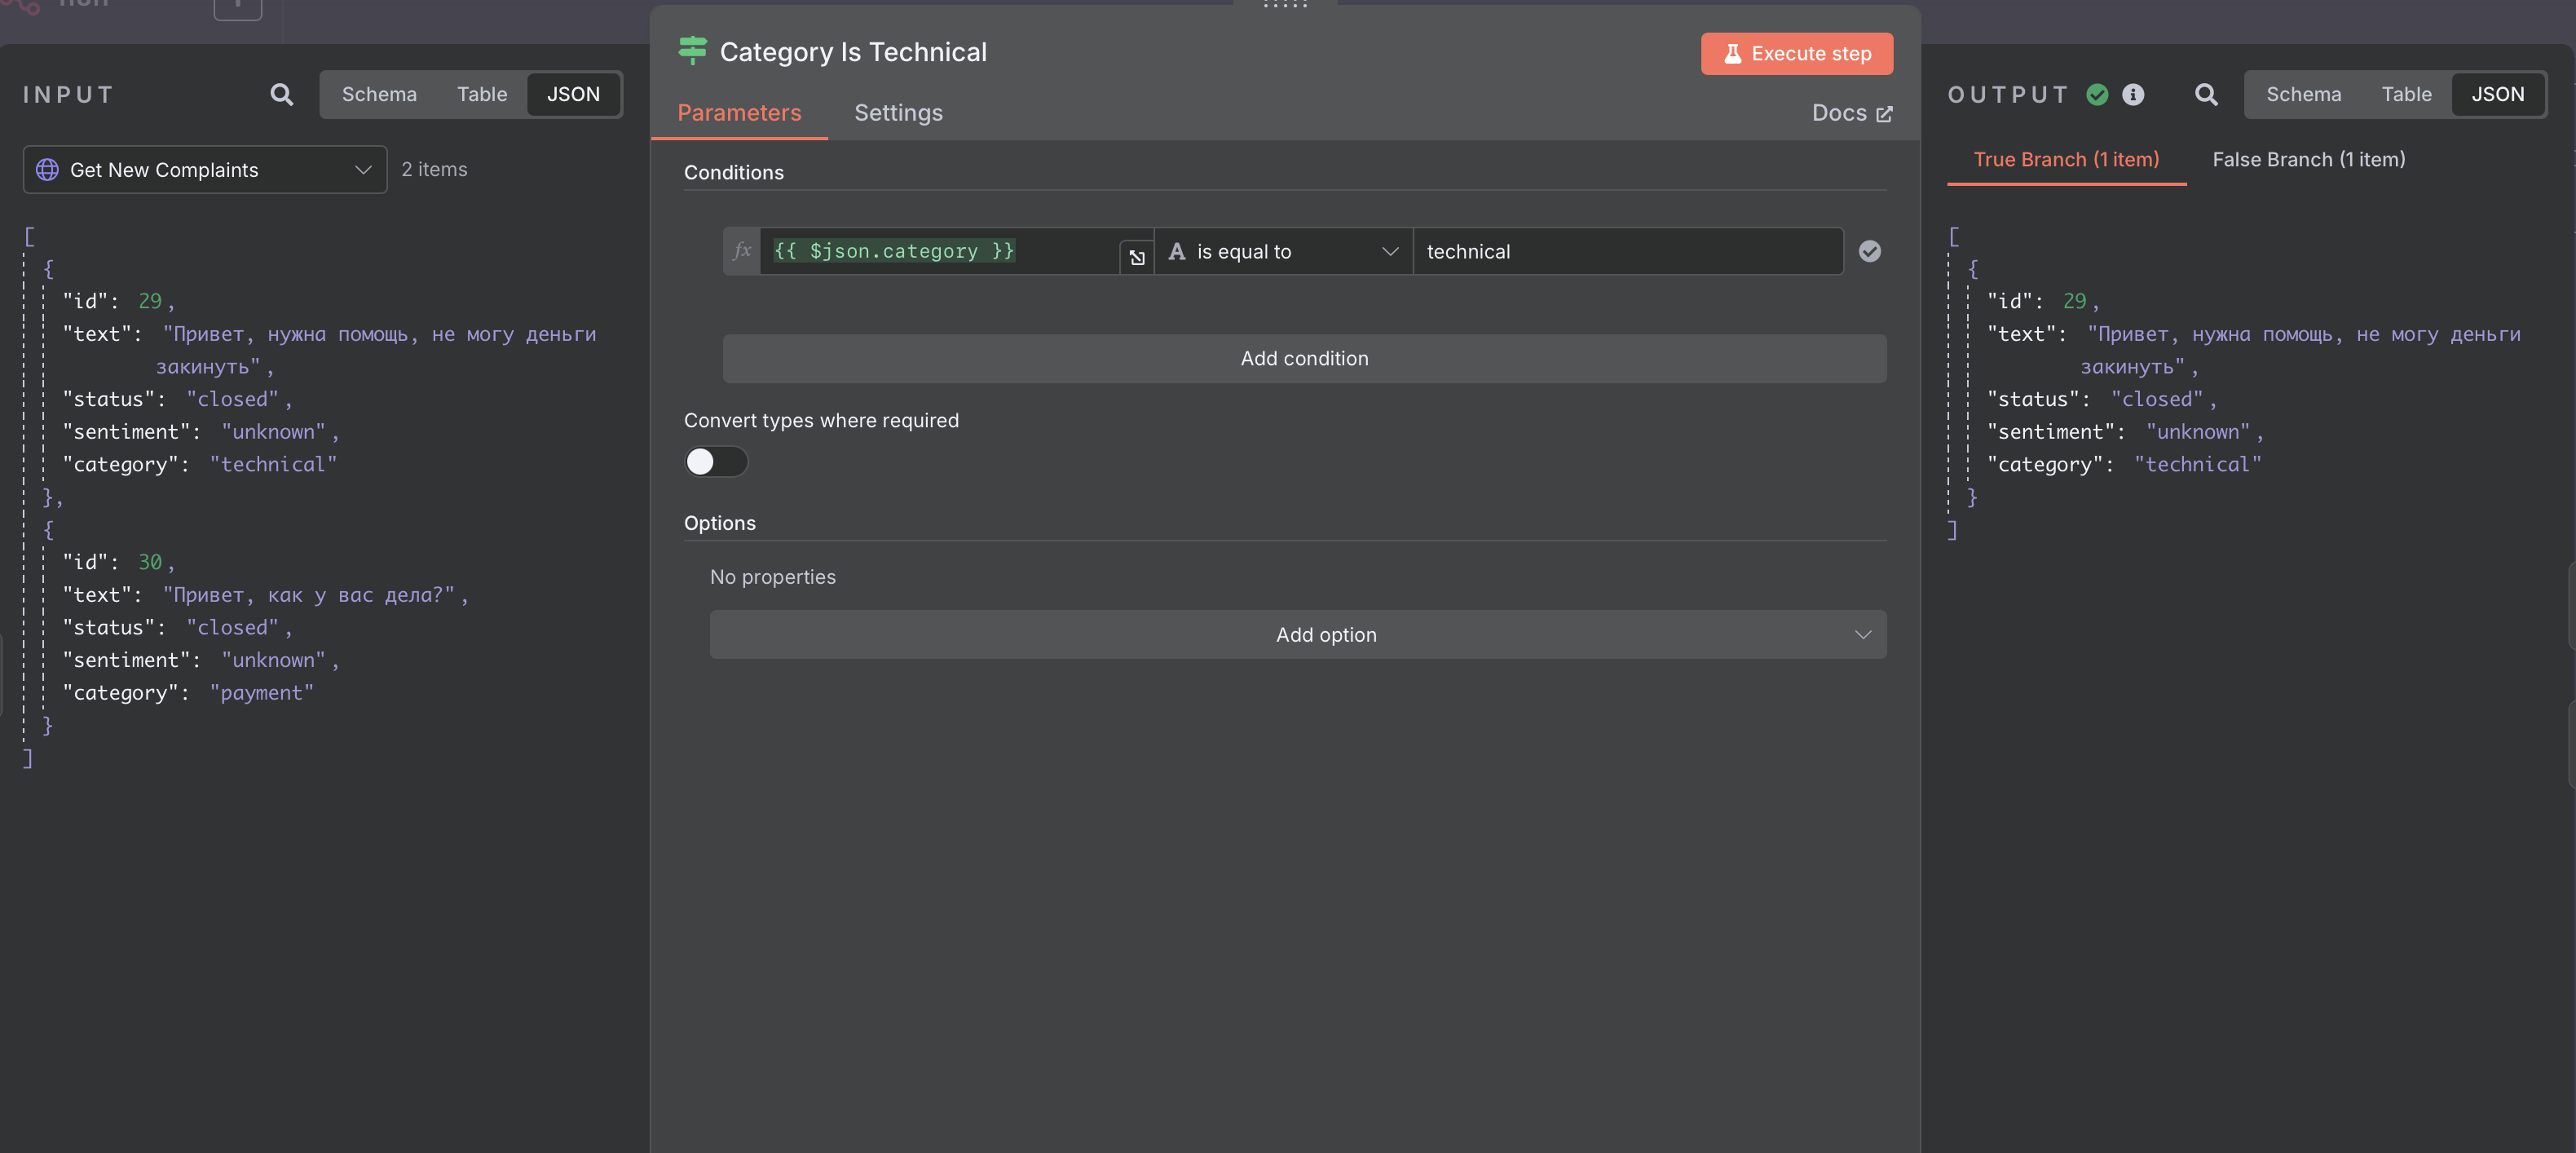 INPUT
Schema Table JSON
Get New Complaints
2 items
[
{
"id": 29,
"text": "Привет, нужна помощь, не могу деньги
закинуть",
"status": "closed",
"sentiment": "unknown",
"category": "technical"
},
{
"id": 30,
"text": "Привет, как у вас дела?",
"status": "closed",
"sentiment": "unknown",
"category": "payment"
}
]
Category Is Technical
Execute step
Parameters Settings
Docs
Conditions
fx {{ $json.category }} A is equal to technical
Add condition
Convert types where required
Options
No properties
Add option
OUTPUT
Schema Table JSON
True Branch (1 item) False Branch (1 item)
[
{
"id": 29,
"text": "Привет, нужна помощь, не могу деньги
закинуть",
"status": "closed",
"sentiment": "unknown",
"category": "technical"
}
]